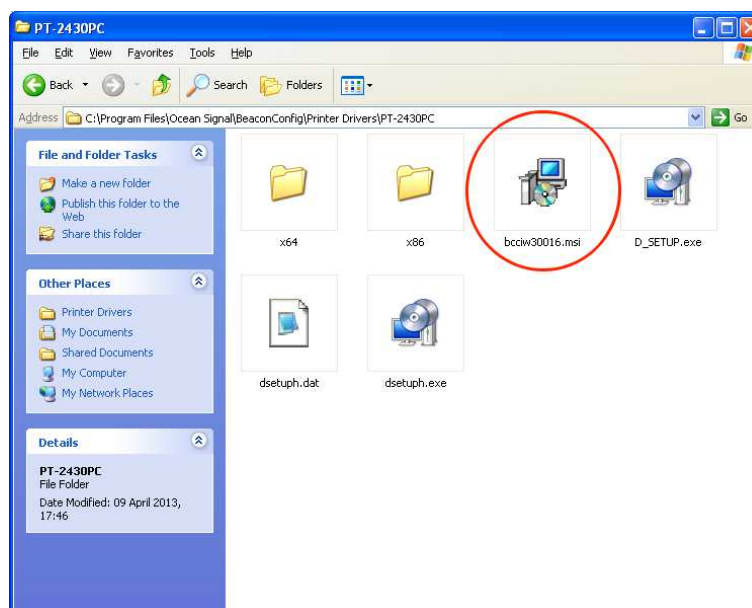 PT-2430PC
File Edit View Favorites Tools Help
Back Search Folders
Address C:\Program Files\Ocean Signal\BeaconConfig\Printer Drivers\PT-2430PC Go
File and Folder Tasks
Make a new folder
Publish this folder to the
Web
Share this folder
Other Places
Printer Drivers
My Documents
Shared Documents
My Computer
My Network Places
Details
PT-2430PC
File Folder
Date Modified: 09 April 2013,
17:46
x64 x86 bcciw30016.msi D_SETUP.exe
dsetuph.dat dsetuph.exe